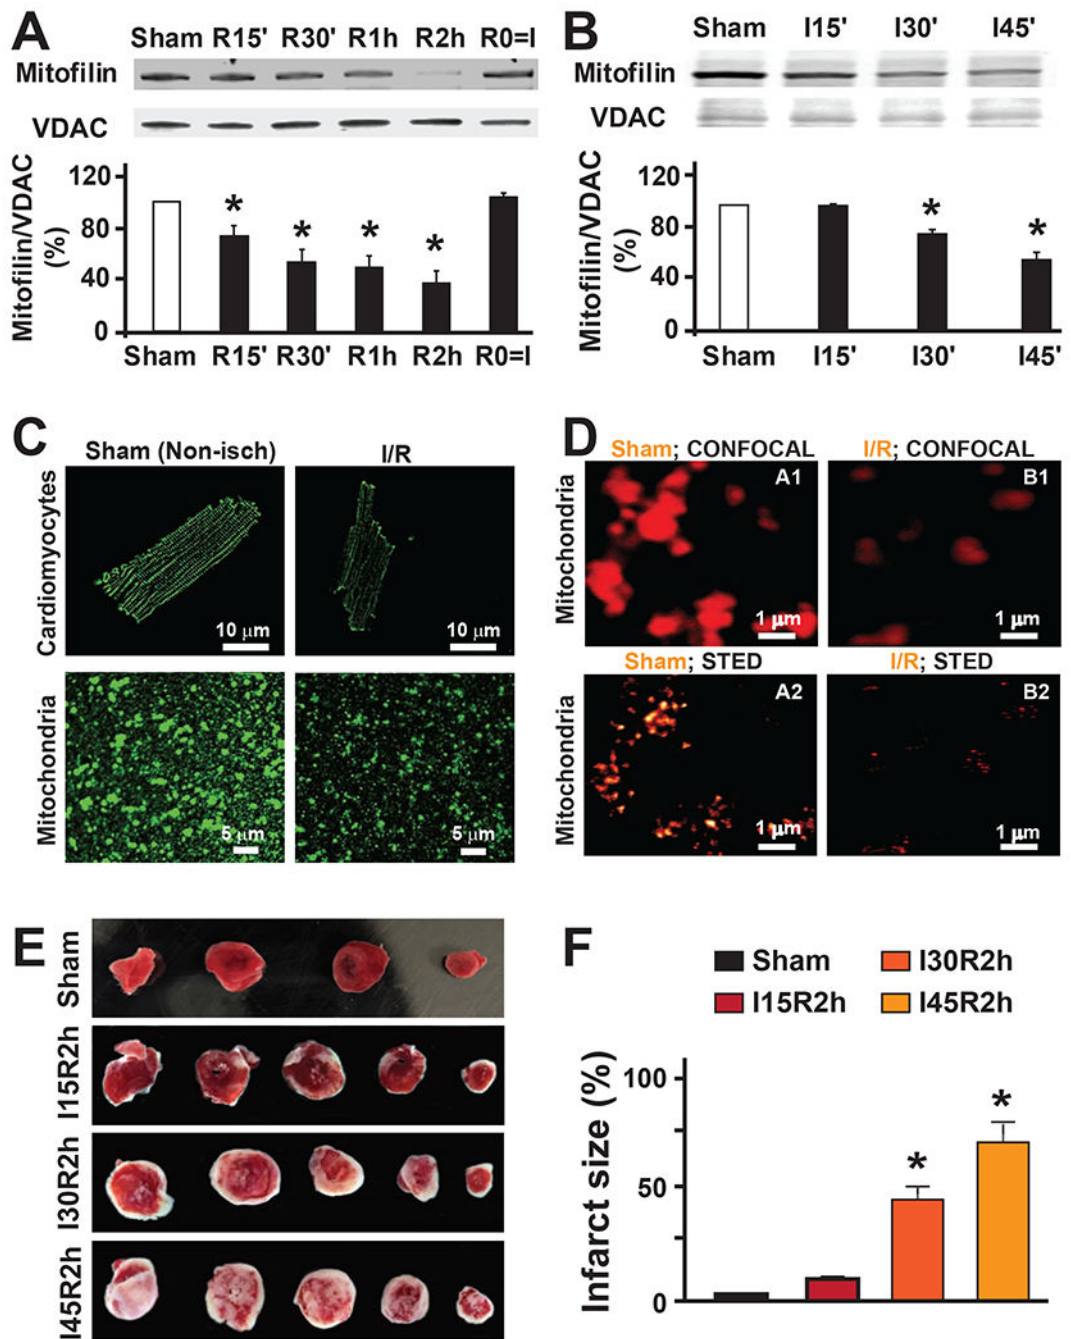 A
Sham R15' R30' R1h R2h R0=I
Mitofilin
VDAC
Mitofilin/VDAC
(%)
120
80
40
0
Sham R15' R30' R1h R2h R0=I
B
Sham I15' I30' I45'
Mitofilin
VDAC
Mitofilin/VDAC
(%)
120
80
40
0
* * * *
* *
Sham I15' I30' I45'
C
Sham (Non-isch) I/R
Cardiomyocytes
10 μm 10 μm
Mitochondria
5 μm 5 μm
D
Sham; CONFOCAL I/R; CONFOCAL
Mitochondria
A1 B1
1 μm 1 μm
Sham; STED I/R; STED
Mitochondria
A2 B2
1 μm 1 μm
E
Sham
I15R2h
I30R2h
I45R2h
F
Sham I30R2h
I15R2h I45R2h
Infarct size (%)
100
50
0
* *